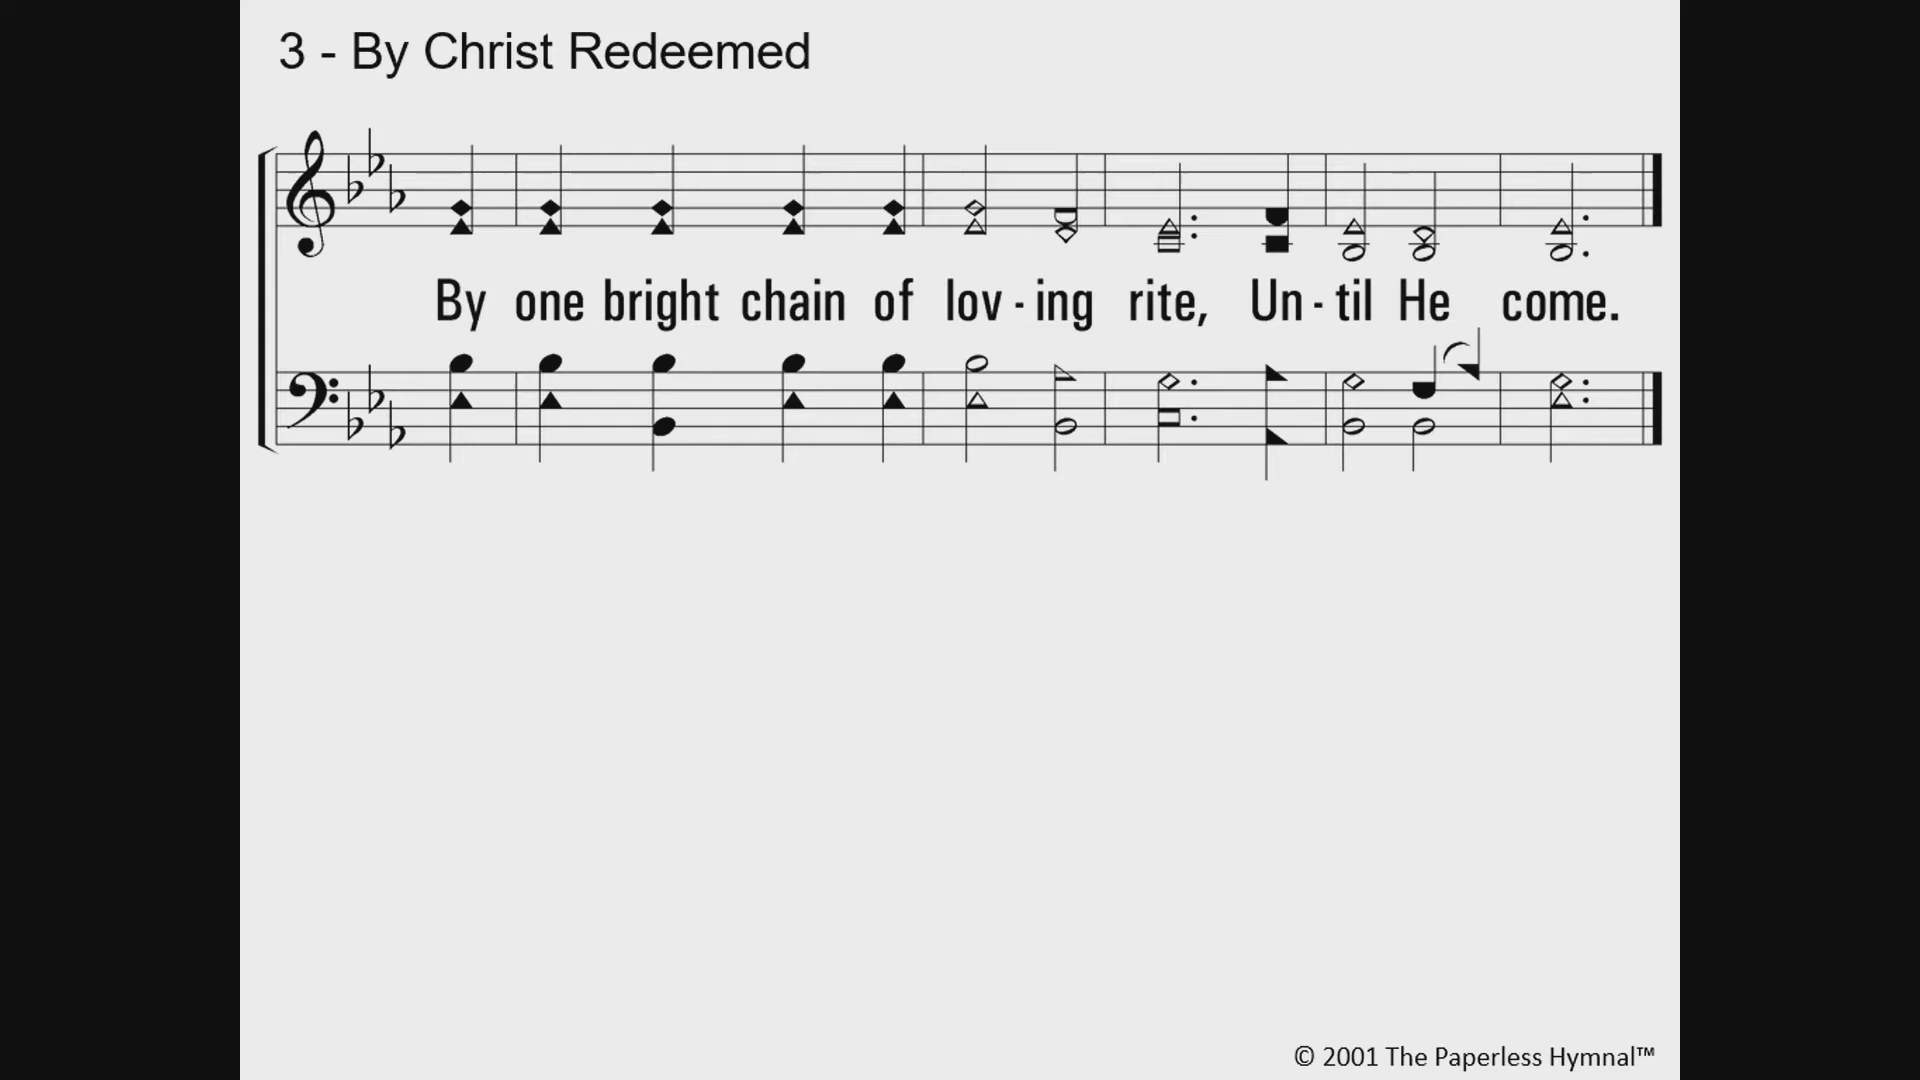 3 - By Christ Redeemed
By one bright chain of lov - ing rite, Un - til He come.
© 2001 The Paperless Hymnal™